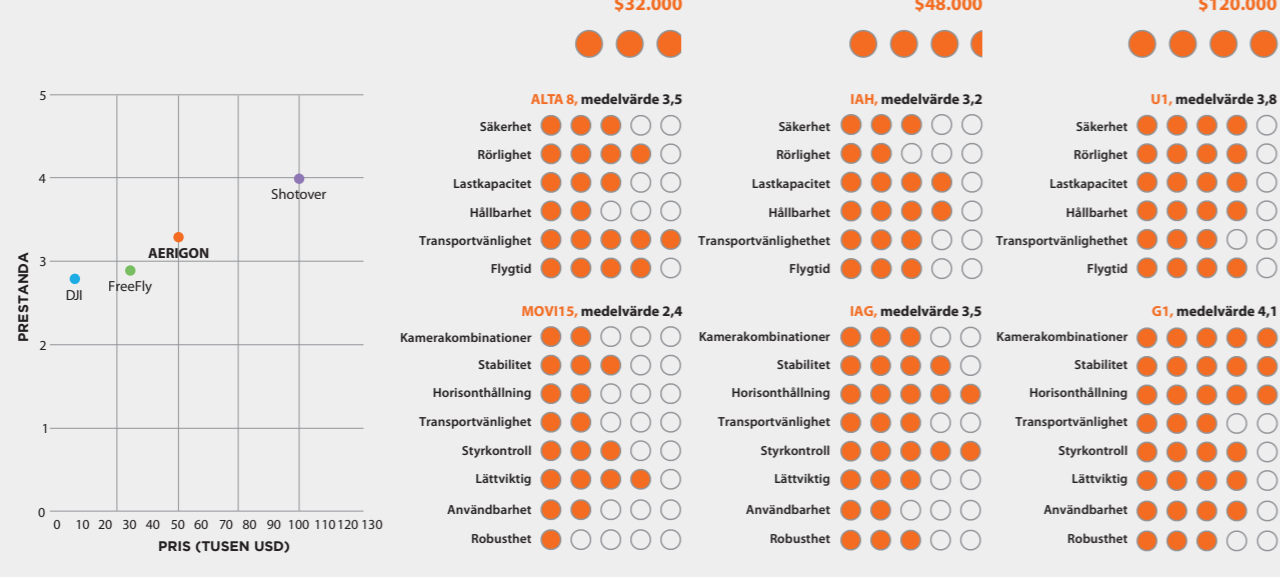 $32.000
$48.000
$120.000
5
4
3
2
1
0
PRESTANDA
Shotover
AERIGON
FreeFly
DJI
0 10 20 30 40 50 60 70 80 90 100 110 120 130
PRIS (TUSEN USD)
ALTA 8, medelvärde 3,5
Säkerhet
Rörlighet
Lastkapacitet
Hållbarhet
Transportvänlighet
Flygtid
MOVI15, medelvärde 2,4
Kamerakombinationer
Stabilitet
Horisonthållning
Transportvänlighet
Styrkontroll
Lättviktig
Användbarhet
Robusthet
IAH, medelvärde 3,2
Säkerhet
Rörlighet
Lastkapacitet
Hållbarhet
Transportvänlighethet
Flygtid
IAG, medelvärde 3,5
Kamerakombinationer
Stabilitet
Horisonthållning
Transportvänlighet
Styrkontroll
Lättviktig
Användbarhet
Robusthet
U1, medelvärde 3,8
Säkerhet
Rörlighet
Lastkapacitet
Hållbarhet
Transportvänlighethet
Flygtid
G1, medelvärde 4,1
Kamerakombinationer
Stabilitet
Horisonthållning
Transportvänlighet
Styrkontroll
Lättviktig
Användbarhet
Robusthet